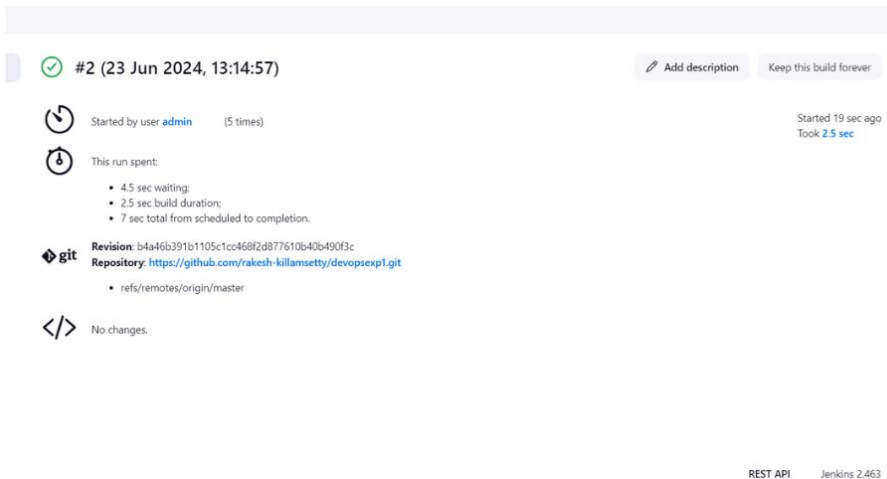 #2 (23 Jun 2024, 13:14:57)
Add description
Keep this build forever
Started by user admin (5 times)
Started 19 sec ago
Took 2.5 sec
This run spent:
• 4.5 sec waiting;
• 2.5 sec build duration;
• 7 sec total from scheduled to completion.
git
Revision: b4a46b391b1105c1cc468f2d877610b40b490f3c
Repository: https://github.com/rakesh-killamsetty/devopsexp1.git
• refs/remotes/origin/master
</> No changes.
REST API
Jenkins 2.463